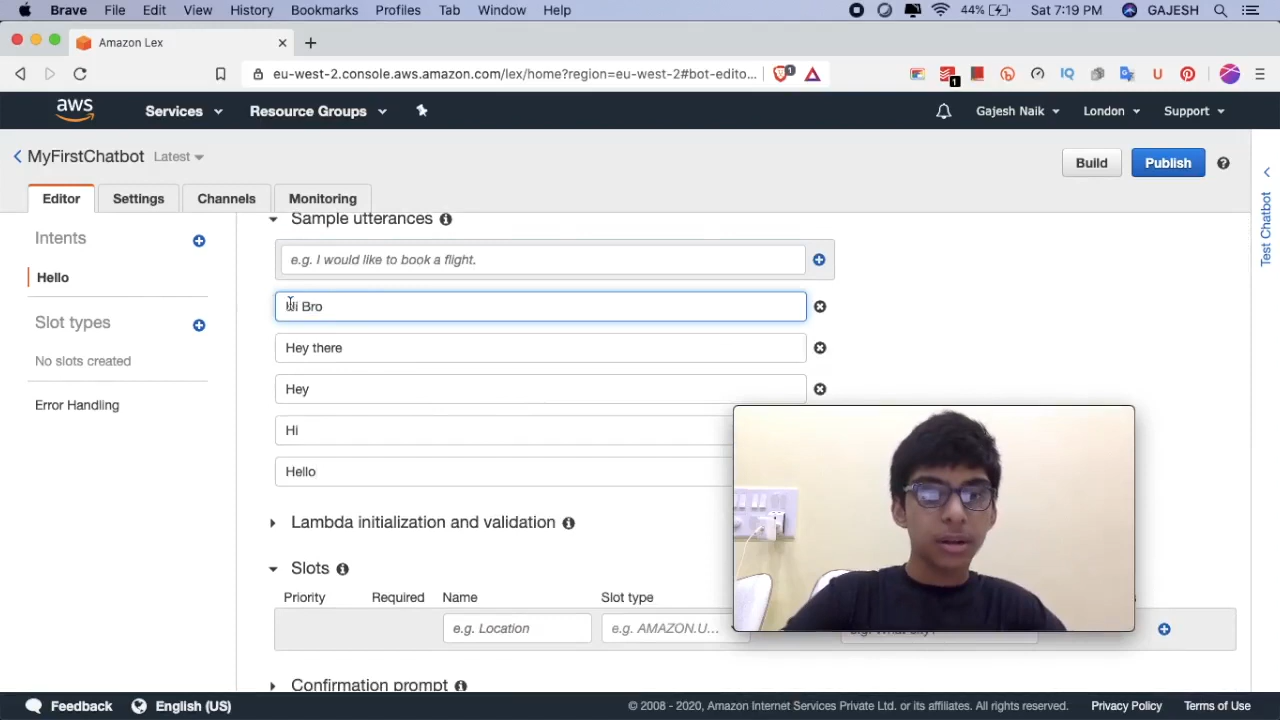 Brave File Edit View History Bookmarks Profiles Tab Window Help 44% Sat 7:19 PM GAJESH
Amazon Lex
eu-west-2.console.aws.amazon.com/lex/home?region=eu-west-2#bot-edito... 1 1 IQ U
aws Services Resource Groups Gajesh Naik London Support
MyFirstChatbot Latest Build Publish
Editor Settings Channels Monitoring
Test Chatbot
Intents
Hello
Slot types
No slots created
Error Handling
Sample utterances
e.g. I would like to book a flight.
Hi Bro
Hey there
Hey
Hi
Hello
Lambda initialization and validation
Slots
Priority Required Name Slot type
e.g. Location e.g. AMAZON.U... e.g. What city?
Confirmation prompt
Feedback English (US) © 2008 - 2020, Amazon Internet Services Private Ltd. or its affiliates. All rights reserved. Privacy Policy Terms of Use